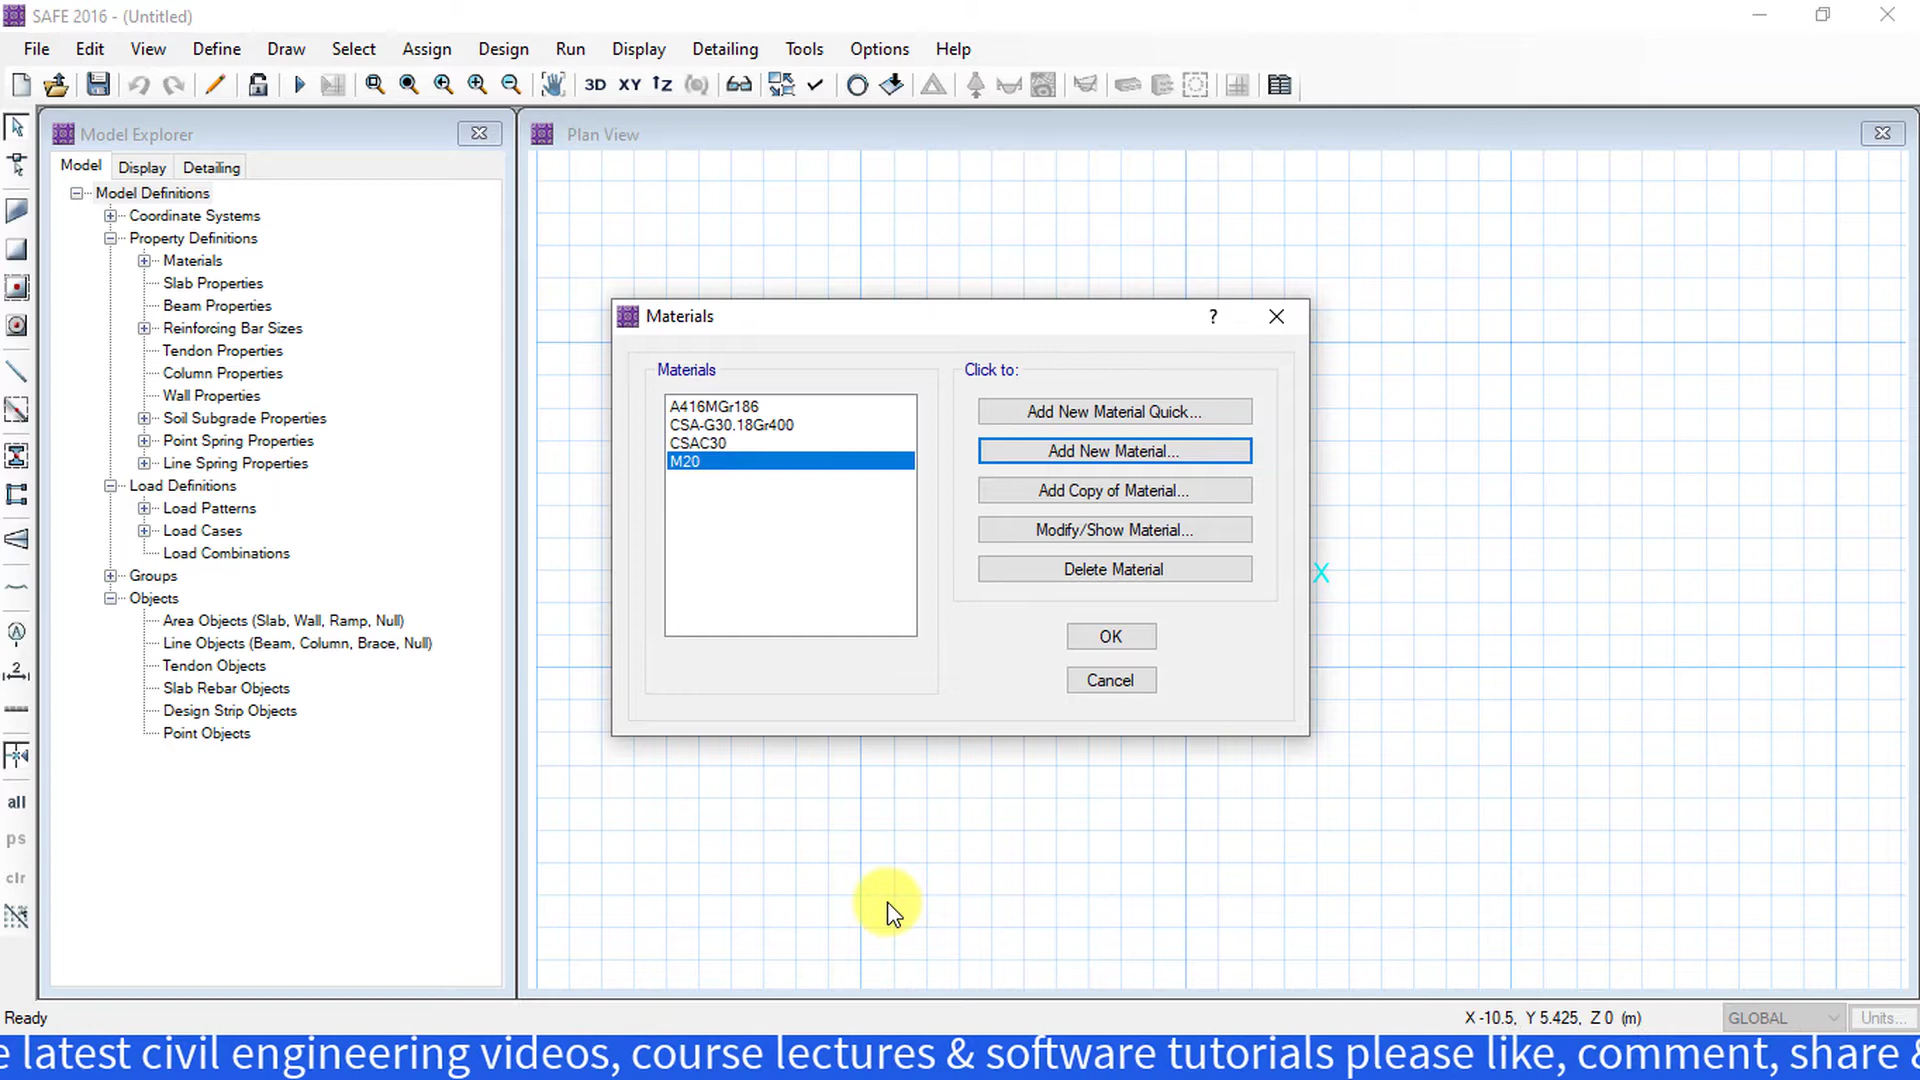 SAFE 2016 - (Untitled)
File Edit View Define Draw Select Assign Design Run Display Detailing Tools Options Help
3D XY
Model Explorer
Plan View
Model Display Detailing
Model Definitions
Coordinate Systems
Property Definitions
Materials
Slab Properties
Beam Properties
Reinforcing Bar Sizes
Tendon Properties
Column Properties
Wall Properties
Soil Subgrade Properties
Point Spring Properties
Line Spring Properties
Load Definitions
Load Patterns
Load Cases
Load Combinations
Groups
Objects
Area Objects (Slab, Wall, Ramp, Null)
Line Objects (Beam, Column, Brace, Null)
Tendon Objects
Slab Rebar Objects
Design Strip Objects
Point Objects
all
ps
clr
Materials
?
Materials
A416MGr186
CSA-G30.18Gr400
CSAC30
M20
Click to:
Add New Material Quick...
Add New Material...
Add Copy of Material...
Modify/Show Material...
Delete Material
OK
Cancel
X
Ready
X -10.5, Y 5.425, Z 0 (m)
GLOBAL
Units...
e latest civil engineering videos, course lectures & software tutorials please like, comment, share &